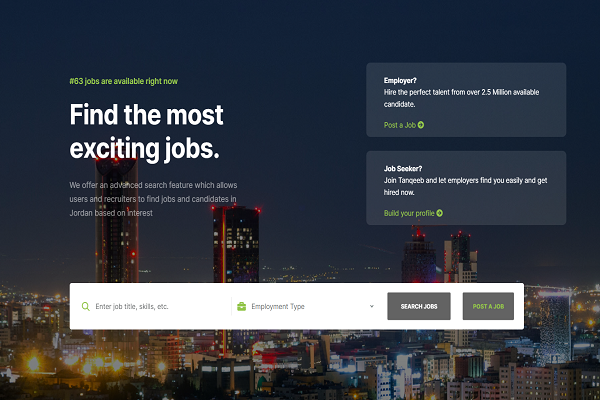 #63 jobs are available right now
Find the most
exciting jobs.
We offer an advanced search feature which allows
users and recruiters to find jobs and candidates in
Jordan based on interest
Employer?
Hire the perfect talent from over 2.5 Million available
candidate.
Post a Job
Job Seeker?
Join Tanqeeb and let employers find you easily and get
hired now.
Build your profile
Enter job title, skills, etc.
Employment Type
SEARCH JOBS
POST A JOB